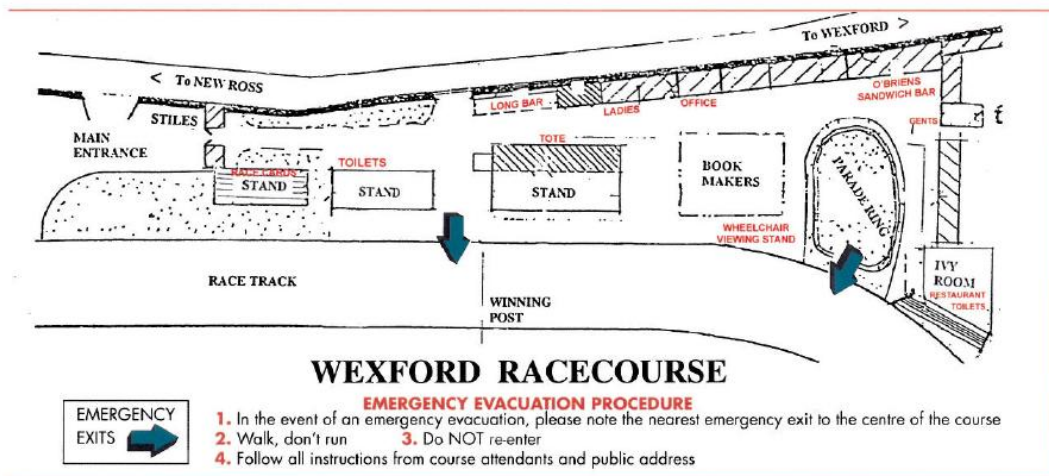 To WEXFORD >
< To NEW ROSS
O'BRIENS
SANDWICH BAR
LONG BAR
LADIES
OFFICE
STILES
GENTS
MAIN
ENTRANCE
TOTE
TOILETS
RACE CARDS
STAND
STAND
STAND
BOOK
MAKERS
PARADE RING
WHEELCHAIR
VIEWING STAND
IVY
ROOM
RESTAURANT
TOILETS
RACE TRACK
WINNING
POST
WEXFORD RACECOURSE
EMERGENCY EVACUATION PROCEDURE
EMERGENCY
EXITS
1. In the event of an emergency evacuation, please note the nearest emergency exit to the centre of the course
2. Walk, don't run 3. Do NOT re-enter
4. Follow all instructions from course attendants and public address